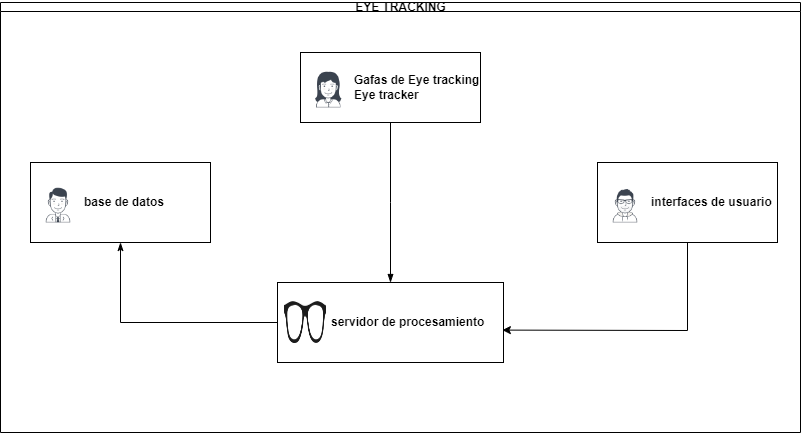 EYE TRACKING
Gafas de Eye tracking
Eye tracker
base de datos
interfaces de usuario
servidor de procesamiento